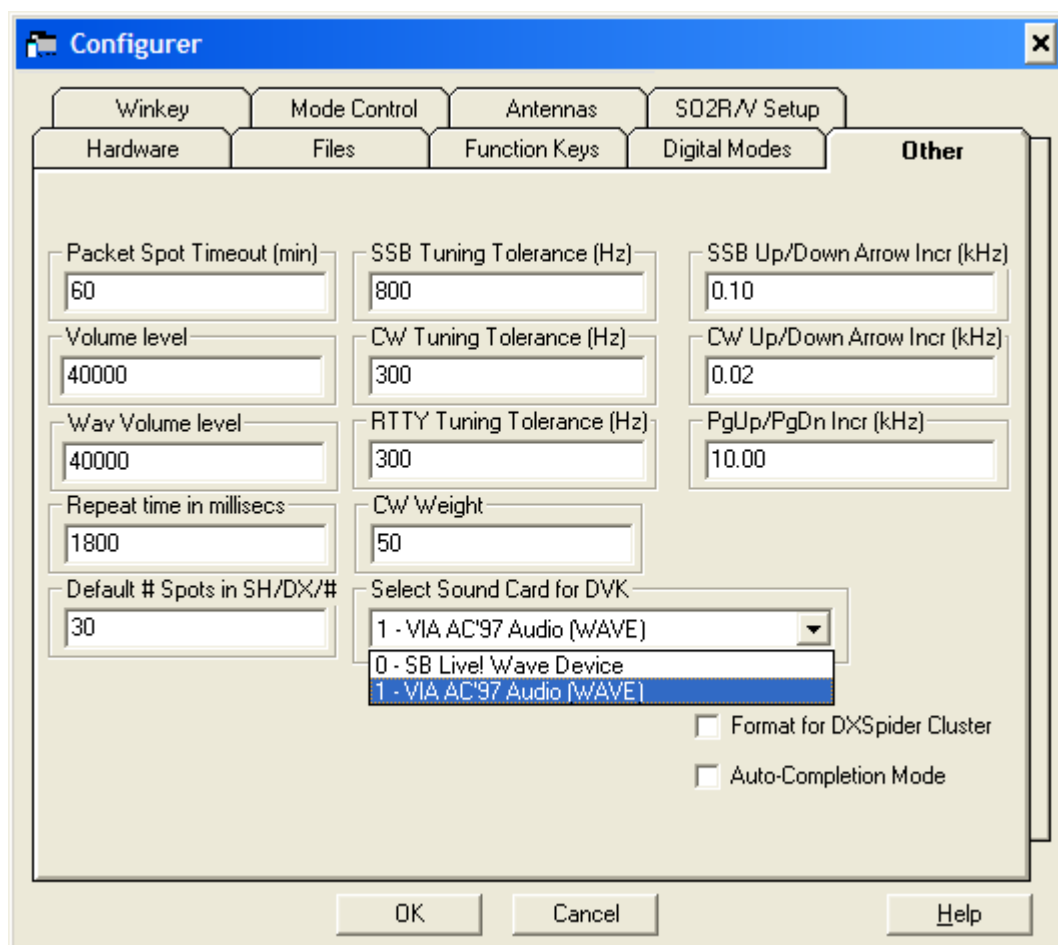 Configurer
Winkey
Mode Control
Antennas
SO2R/V Setup
Hardware
Files
Function Keys
Digital Modes
Other
Packet Spot Timeout (min)
60
SSB Tuning Tolerance (Hz)
800
SSB Up/Down Arrow Incr (kHz)
0.10
Volume level
40000
CW Tuning Tolerance (Hz)
300
CW Up/Down Arrow Incr (kHz)
0.02
Wav Volume level
40000
RTTY Tuning Tolerance (Hz)
300
PgUp/PgDn Incr (kHz)
10.00
Repeat time in millisecs
1800
CW Weight
50
Default # Spots in SH/DX/#
30
Select Sound Card for DVK
1 - VIA AC'97 Audio (WAVE)
0 - SB Live! Wave Device
1 - VIA AC'97 Audio (WAVE)
Format for DXSpider Cluster
Auto-Completion Mode
OK
Cancel
Help